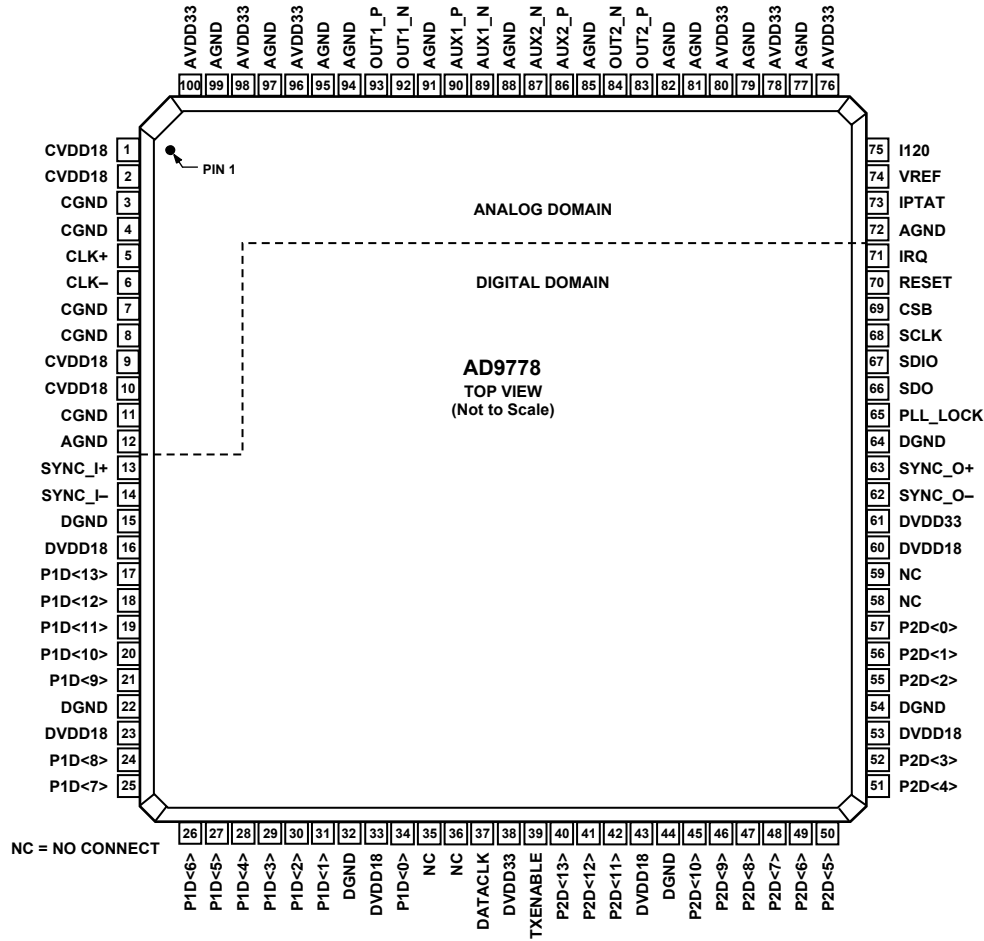 AVDD33
AGND
AVDD33
AGND
AVDD33
AGND
AGND
OUT1_P
OUT1_N
AGND
AUX1_P
AUX1_N
AGND
AUX2_N
AUX2_P
AGND
OUT2_N
OUT2_P
AGND
AGND
AVDD33
AGND
AVDD33
AGND
AVDD33
100 99 98 97 96 95 94 93 92 91 90 89 88 87 86 85 84 83 82 81 80 79 78 77 76
CVDD18 1
CVDD18 2
CGND 3
CGND 4
CLK+ 5
CLK– 6
CGND 7
CGND 8
CVDD18 9
CVDD18 10
CGND 11
AGND 12
SYNC_I+ 13
SYNC_I– 14
DGND 15
DVDD18 16
P1D<13> 17
P1D<12> 18
P1D<11> 19
P1D<10> 20
P1D<9> 21
DGND 22
DVDD18 23
P1D<8> 24
P1D<7> 25
PIN 1
ANALOG DOMAIN
DIGITAL DOMAIN
AD9778
TOP VIEW
(Not to Scale)
75 I120
74 VREF
73 IPTAT
72 AGND
71 IRQ
70 RESET
69 CSB
68 SCLK
67 SDIO
66 SDO
65 PLL_LOCK
64 DGND
63 SYNC_O+
62 SYNC_O–
61 DVDD33
60 DVDD18
59 NC
58 NC
57 P2D<0>
56 P2D<1>
55 P2D<2>
54 DGND
53 DVDD18
52 P2D<3>
51 P2D<4>
26 27 28 29 30 31 32 33 34 35 36 37 38 39 40 41 42 43 44 45 46 47 48 49 50
NC = NO CONNECT
P1D<6>
P1D<5>
P1D<4>
P1D<3>
P1D<2>
P1D<1>
DGND
DVDD18
P1D<0>
NC
NC
DATACLK
DVDD33
TXENABLE
P2D<13>
P2D<12>
P2D<11>
DVDD18
DGND
P2D<10>
P2D<9>
P2D<8>
P2D<7>
P2D<6>
P2D<5>